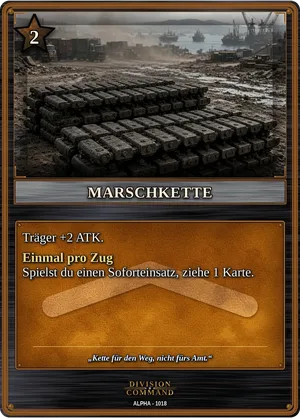 2
MARSCHKETTE
Träger +2 ATK.
Einmal pro Zug
Spielst du einen Soforteinsatz, ziehe 1 Karte.
„Kette für den Weg, nicht fürs Amt.“
DIVISION
COMMAND
ALPHA - 1018